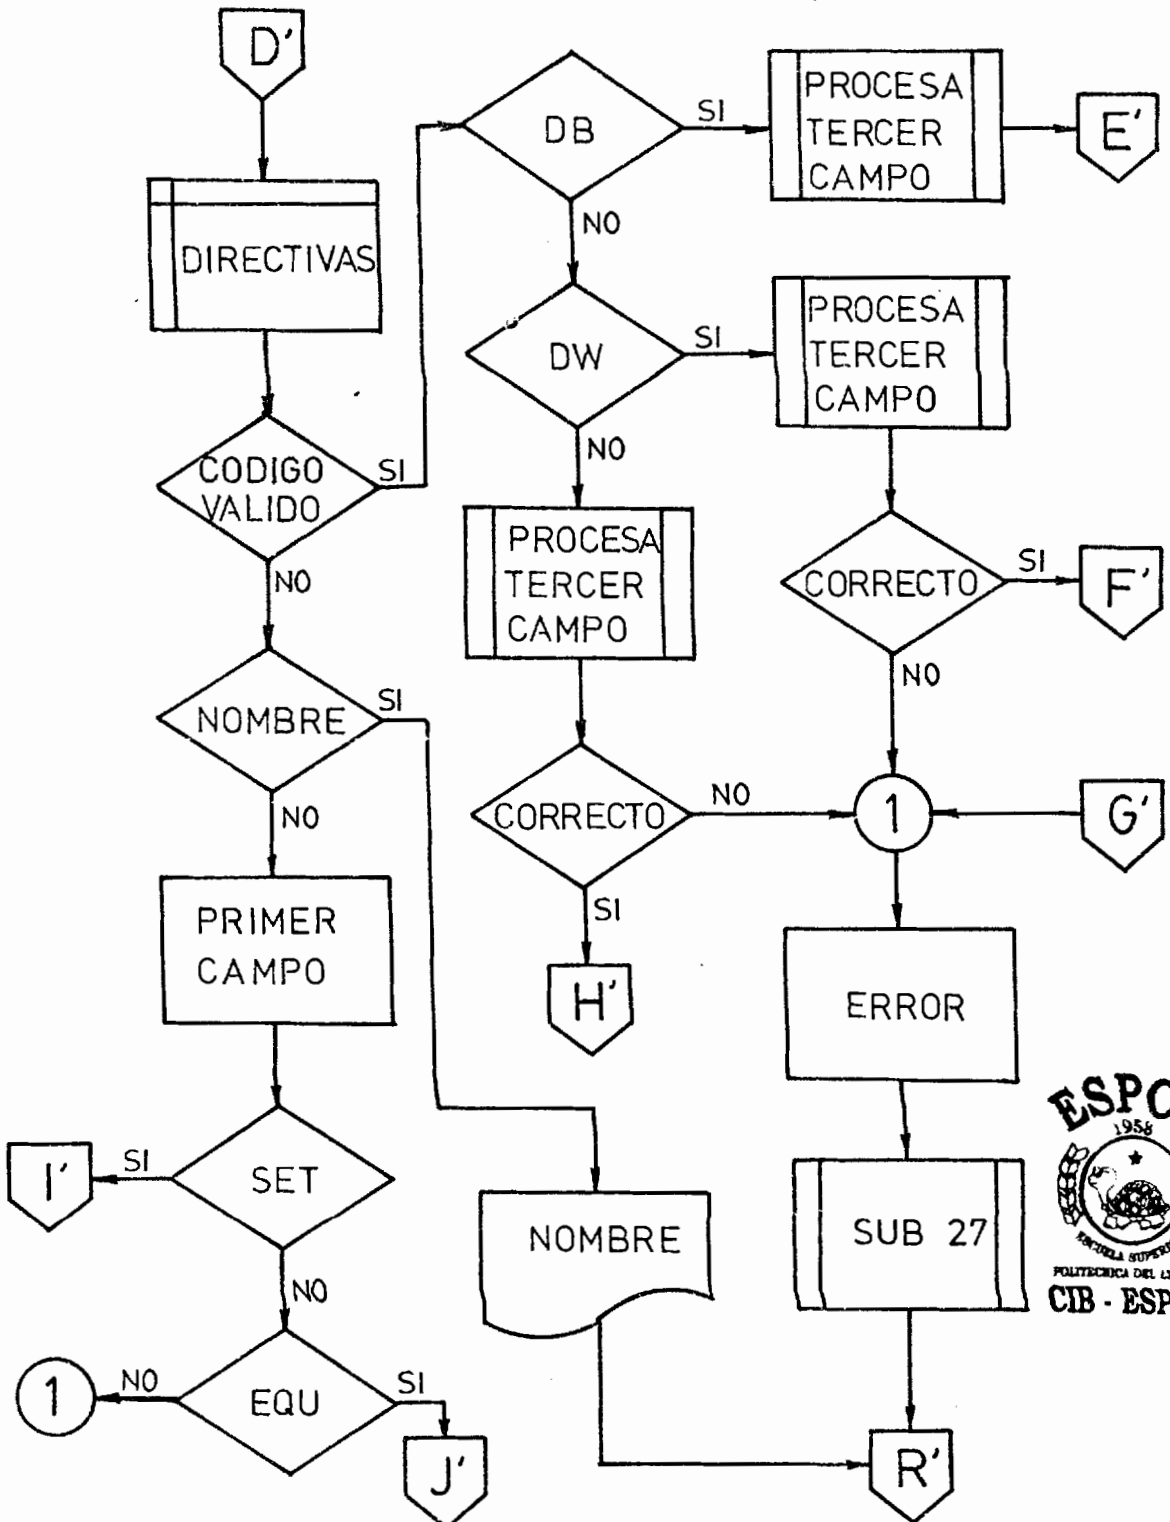 D'
DIRECTIVAS
CODIGO
VALIDO
SI
NO
NOMBRE
SI
NO
PRIMER
CAMPO
SET
SI
I'
NO
EQU
NO
1
SI
J'
DB
SI
PROCESA
TERCER
CAMPO
E'
NO
DW
SI
PROCESA
TERCER
CAMPO
NO
PROCESA
TERCER
CAMPO
CORRECTO
SI
F'
NO
CORRECTO
NO
1
G'
SI
H'
ERROR
SUB 27
NOMBRE
R'
1958
CIB - ESP